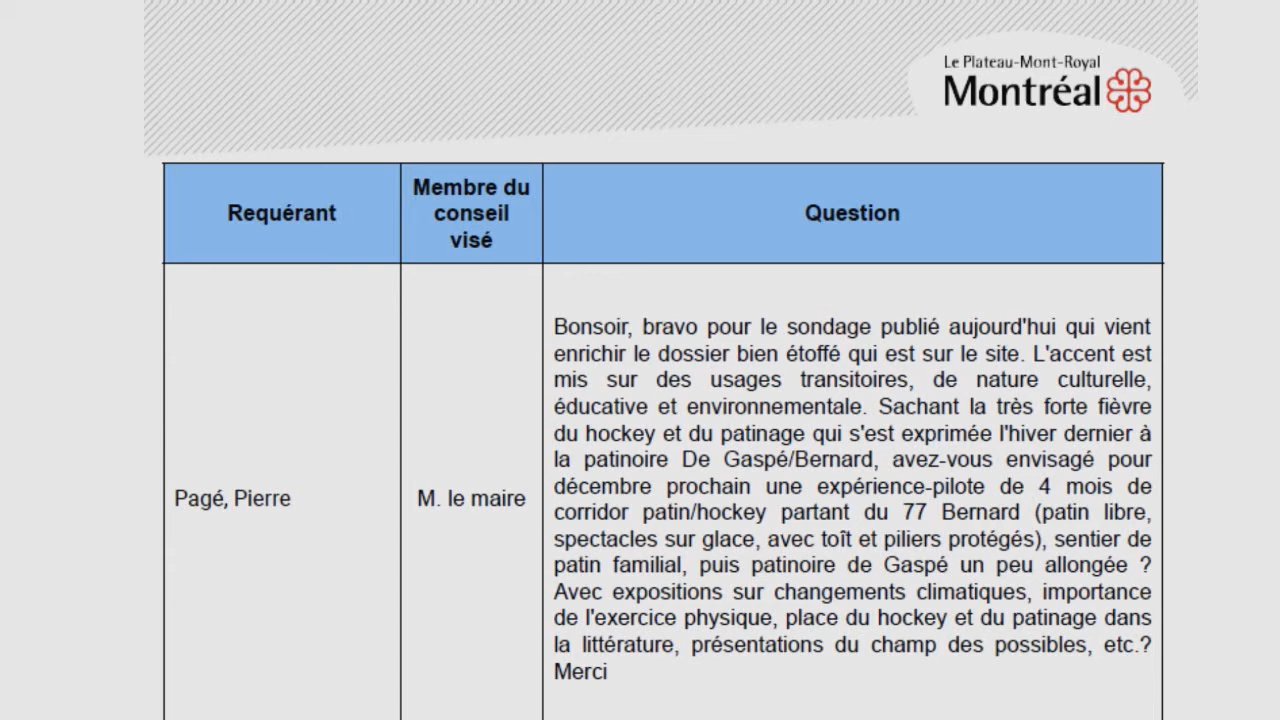 Le Plateau-Mont-Royal
Montréal
Requérant
Membre du
conseil
visé
Question
Pagé, Pierre
M. le maire
Bonsoir, bravo pour le sondage publié aujourd'hui qui vient
enrichir le dossier bien étoffé qui est sur le site. L'accent est
mis sur des usages transitoires, de nature culturelle,
éducative et environnementale. Sachant la très forte fièvre
du hockey et du patinage qui s'est exprimée l'hiver dernier à
la patinoire De Gaspé/Bernard, avez-vous envisagé pour
décembre prochain une expérience-pilote de 4 mois de
corridor patin/hockey partant du 77 Bernard (patin libre,
spectacles sur glace, avec toît et piliers protégés), sentier de
patin familial, puis patinoire de Gaspé un peu allongée ?
Avec expositions sur changements climatiques, importance
de l'exercice physique, place du hockey et du patinage dans
la littérature, présentations du champ des possibles, etc.?
Merci